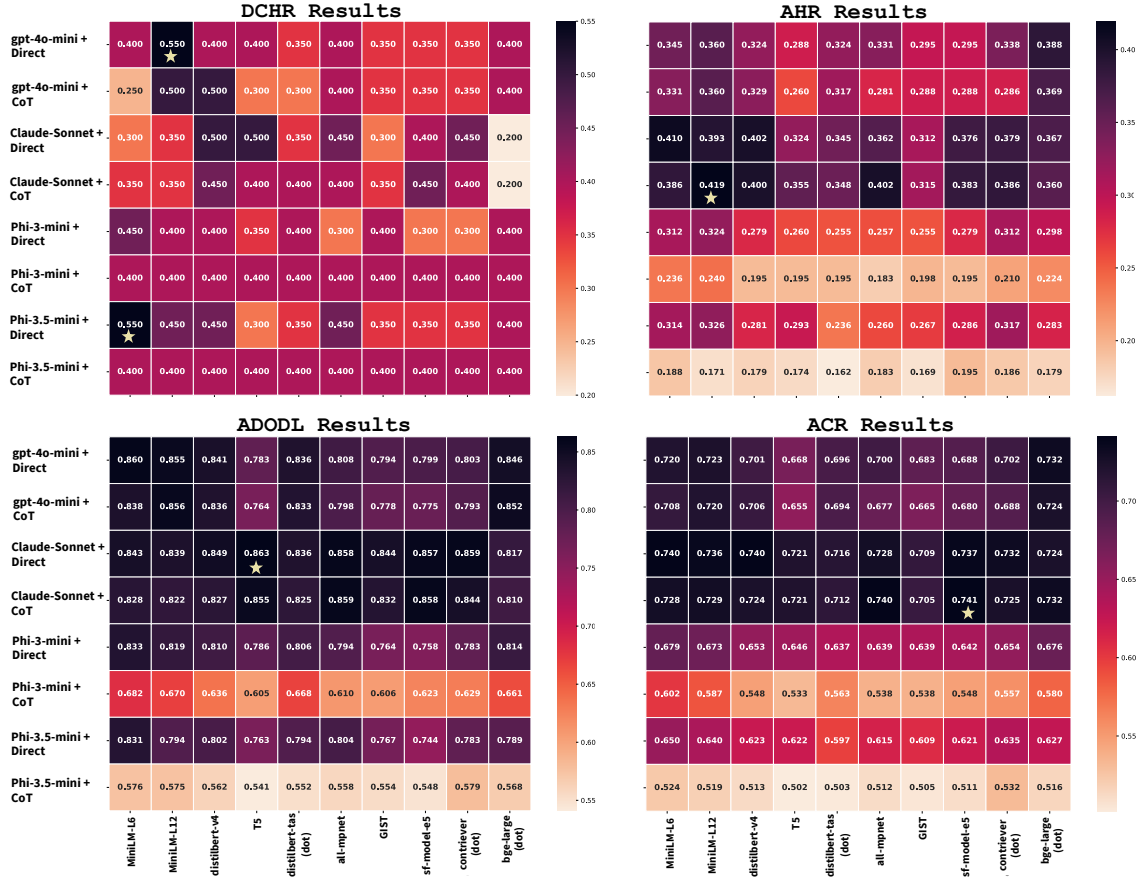 DCHR Results
gpt-4o-mini + Direct 0.400 0.550 0.400 0.400 0.350 0.400 0.350 0.350 0.350 0.400
gpt-4o-mini + CoT 0.250 0.500 0.500 0.300 0.300 0.400 0.350 0.350 0.350 0.400
Claude-Sonnet + Direct 0.300 0.350 0.500 0.500 0.350 0.450 0.300 0.400 0.450 0.200
Claude-Sonnet + CoT 0.350 0.350 0.450 0.400 0.400 0.400 0.350 0.450 0.400 0.200
Phi-3-mini + Direct 0.450 0.400 0.400 0.350 0.400 0.300 0.400 0.300 0.300 0.400
Phi-3-mini + CoT 0.400 0.400 0.400 0.400 0.400 0.400 0.400 0.400 0.400 0.400
Phi-3.5-mini + Direct 0.550 0.450 0.450 0.300 0.350 0.450 0.350 0.350 0.350 0.400
Phi-3.5-mini + CoT 0.400 0.400 0.400 0.400 0.400 0.400 0.400 0.400 0.400 0.400
0.55
0.50
0.45
0.40
0.35
0.30
0.25
0.20
AHR Results
0.345 0.360 0.324 0.288 0.324 0.331 0.295 0.295 0.338 0.388
0.331 0.360 0.329 0.260 0.317 0.281 0.288 0.288 0.286 0.369
0.410 0.393 0.402 0.324 0.345 0.362 0.312 0.376 0.379 0.367
0.386 0.419 0.400 0.355 0.348 0.402 0.315 0.383 0.386 0.360
0.312 0.324 0.279 0.260 0.255 0.257 0.255 0.279 0.312 0.298
0.236 0.240 0.195 0.195 0.195 0.183 0.198 0.195 0.210 0.224
0.314 0.326 0.281 0.293 0.236 0.260 0.267 0.286 0.317 0.283
0.188 0.171 0.179 0.174 0.162 0.183 0.169 0.195 0.186 0.179
0.40
0.35
0.30
0.25
0.20
ADODL Results
gpt-4o-mini + Direct 0.860 0.855 0.841 0.783 0.836 0.808 0.794 0.799 0.803 0.846
gpt-4o-mini + CoT 0.838 0.856 0.836 0.764 0.833 0.798 0.778 0.775 0.793 0.852
Claude-Sonnet + Direct 0.843 0.839 0.849 0.863 0.836 0.858 0.844 0.857 0.859 0.817
Claude-Sonnet + CoT 0.828 0.822 0.827 0.855 0.825 0.859 0.832 0.858 0.844 0.810
Phi-3-mini + Direct 0.833 0.819 0.810 0.786 0.806 0.794 0.764 0.758 0.783 0.814
Phi-3-mini + CoT 0.682 0.670 0.636 0.605 0.668 0.610 0.606 0.623 0.629 0.661
Phi-3.5-mini + Direct 0.831 0.794 0.802 0.763 0.794 0.804 0.767 0.744 0.783 0.789
Phi-3.5-mini + CoT 0.576 0.575 0.562 0.541 0.552 0.558 0.554 0.548 0.579 0.568
MiniLM-L6 MiniLM-L12 distilbert-v4 T5 distilbert-tas (dot) all-mpnet GIST sf-model-e5 contriever (dot) bge-large (dot)
0.85
0.80
0.75
0.70
0.65
0.60
0.55
ACR Results
0.720 0.723 0.701 0.668 0.696 0.700 0.683 0.688 0.702 0.732
0.708 0.720 0.706 0.655 0.694 0.677 0.665 0.680 0.688 0.724
0.740 0.736 0.740 0.721 0.716 0.728 0.709 0.737 0.732 0.724
0.728 0.729 0.724 0.721 0.712 0.740 0.705 0.741 0.725 0.732
0.679 0.673 0.653 0.646 0.637 0.639 0.639 0.642 0.654 0.676
0.602 0.587 0.548 0.533 0.563 0.538 0.538 0.548 0.557 0.580
0.650 0.640 0.623 0.622 0.597 0.615 0.609 0.621 0.635 0.627
0.524 0.519 0.513 0.502 0.503 0.512 0.505 0.511 0.532 0.516
MiniLM-L6 MiniLM-L12 distilbert-v4 T5 distilbert-tas (dot) all-mpnet GIST sf-model-e5 contriever (dot) bge-large (dot)
0.70
0.65
0.60
0.55